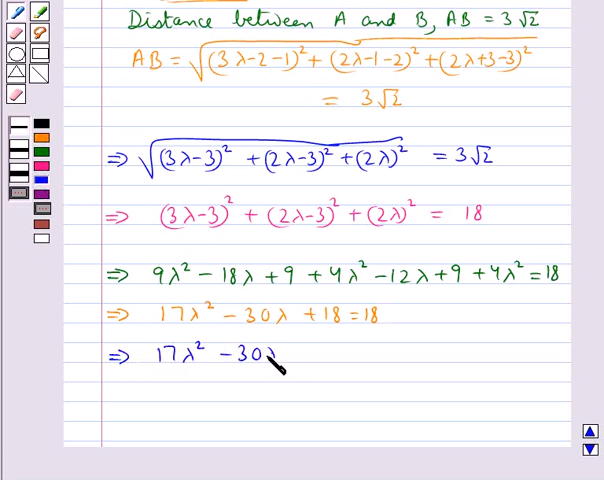 Distance between A and B, AB = 3√2
AB = √((3λ-2-1)² + (2λ-1-2)² + (2λ+3-3)²
= 3√2
⇒ √((3λ-3)² + (2λ-3)² + (2λ)² = 3√2
⇒ (3λ-3)² + (2λ-3)² + (2λ)² = 18
⇒ 9λ² - 18λ + 9 + 4λ² - 12λ + 9 + 4λ² = 18
⇒ 17λ² - 30λ + 18 = 18
⇒ 17λ² - 30λ